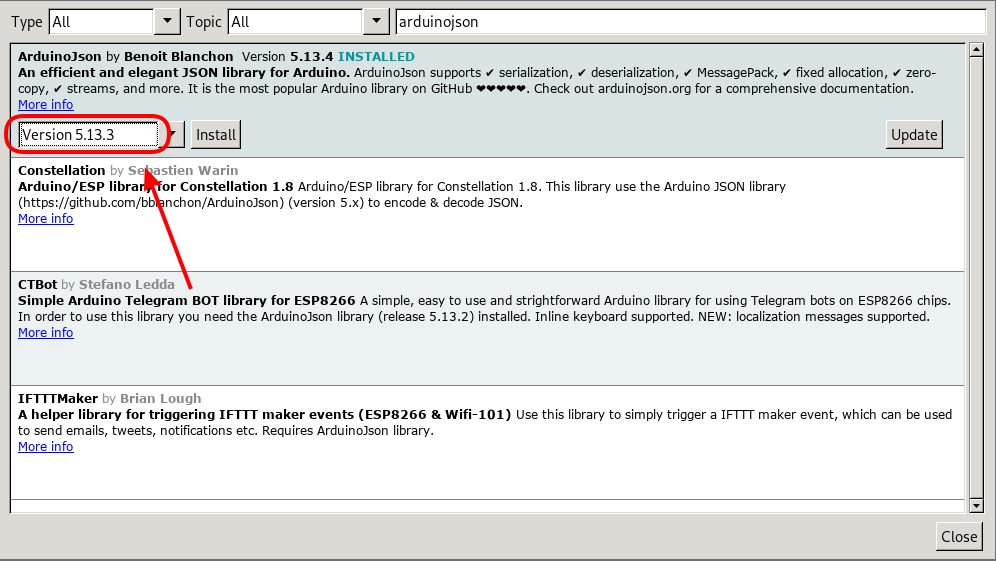 Type All Topic All arduinojson
ArduinoJson by Benoit Blanchon Version 5.13.4 INSTALLED
An efficient and elegant JSON library for Arduino. ArduinoJson supports ✔ serialization, ✔ deserialization, ✔ MessagePack, ✔ fixed allocation, ✔ zero-
copy, ✔ streams, and more. It is the most popular Arduino library on GitHub ❤❤❤❤❤. Check out arduinojson.org for a comprehensive documentation.
More info
Version 5.13.3 Install Update
Constellation by Sebastien Warin
Arduino/ESP library for Constellation 1.8 Arduino/ESP library for Constellation 1.8. This library use the Arduino JSON library
(https://github.com/bblanchon/ArduinoJson) (version 5.x) to encode & decode JSON.
More info
CTBot by Stefano Ledda
Simple Arduino Telegram BOT library for ESP8266 A simple, easy to use and strightforward Arduino library for using Telegram bots on ESP8266 chips.
In order to use this library you need the ArduinoJson library (release 5.13.2) installed. Inline keyboard supported. NEW: localization messages supported.
More info
IFTTTMaker by Brian Lough
A helper library for triggering IFTTT maker events (ESP8266 & Wifi-101) Use this library to simply trigger a IFTTT maker event, which can be used
to send emails, tweets, notifications etc. Requires ArduinoJson library.
More info
Close